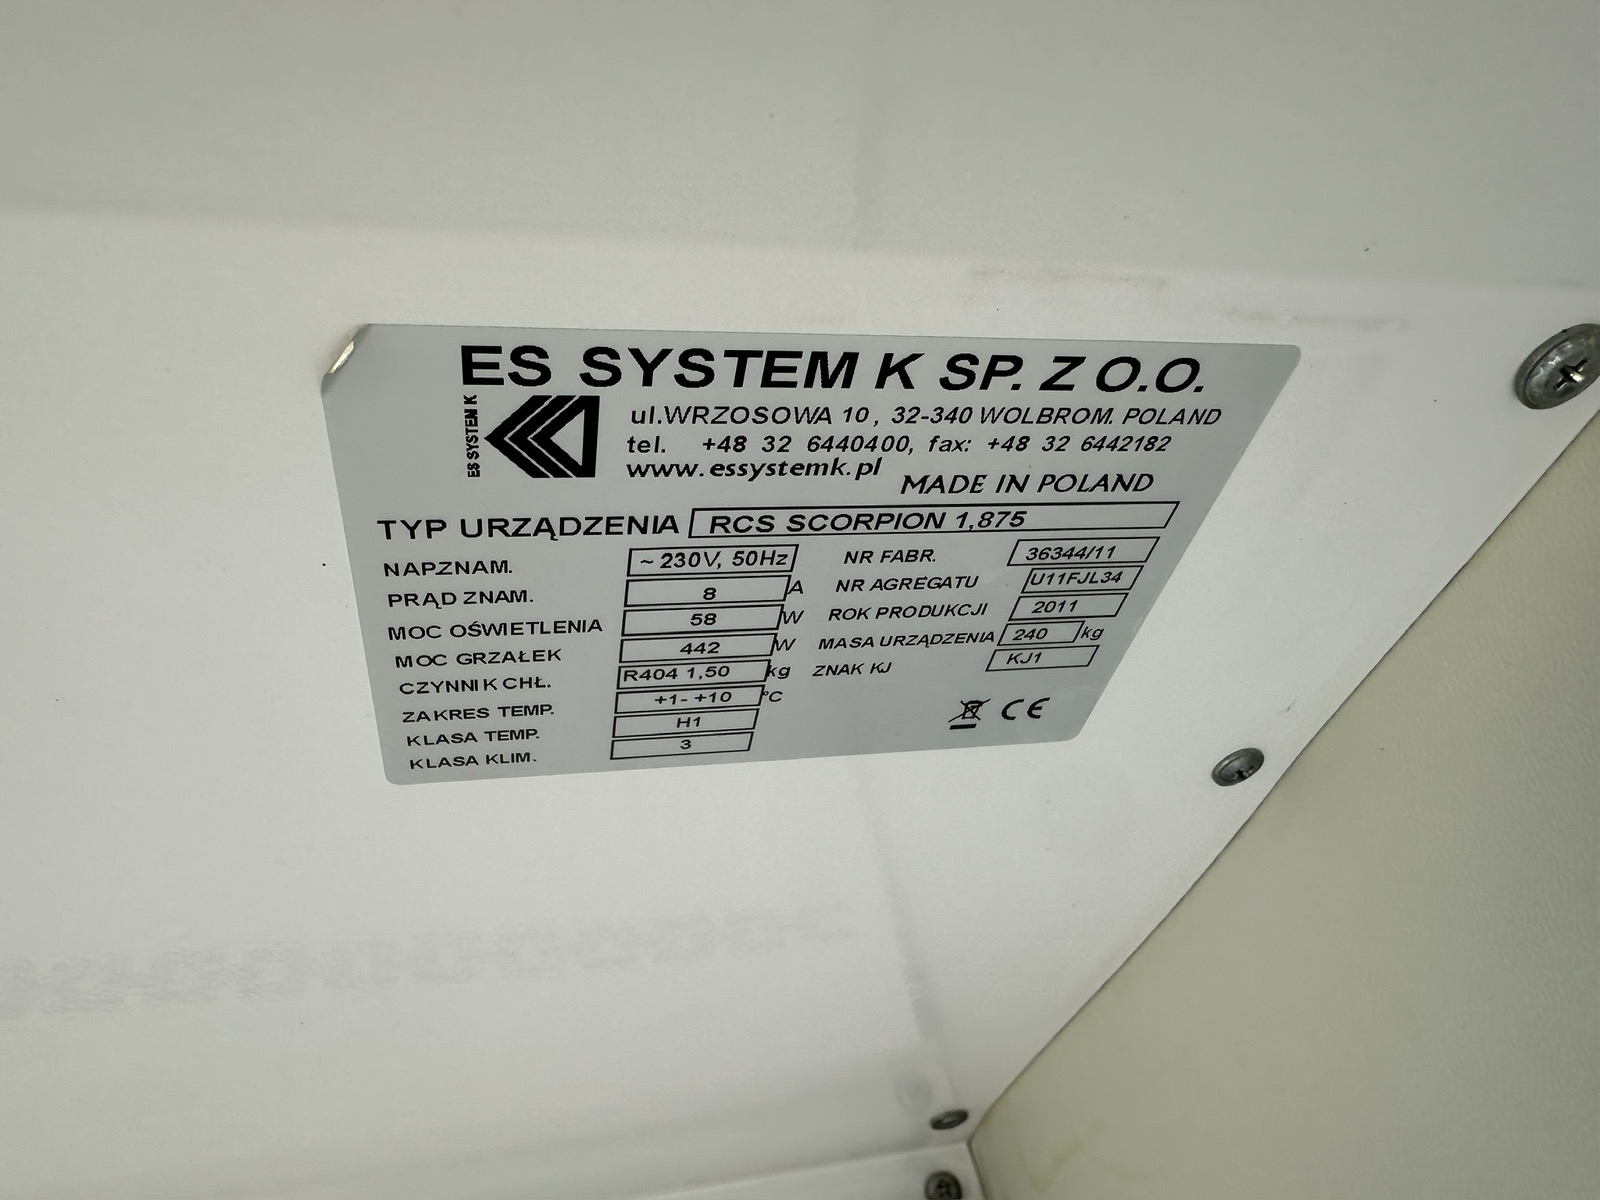 ES SYSTEM K SP. Z O.O.
ES SYSTEM K
ul.WRZOSOWA 10, 32-340 WOLBROM. POLAND
tel. +48 32 6440400, fax: +48 32 6442182
www.essystemk.pl
MADE IN POLAND
TYP URZĄDZENIA RCS SCORPION 1,875
NAPZNAM. ~ 230V, 50Hz
PRĄD ZNAM. 8 A
MOC OŚWIETLENIA 58 W
MOC GRZAŁEK 442 W
CZYNNIK CHŁ. R404 1,50 kg
ZAKRES TEMP. +1- +10 °C
KLASA TEMP. H1
KLASA KLIM. 3
NR FABR. 36344/11
NR AGREGATU U11FJL34
ROK PRODUKCJI 2011
MASA URZĄDZENIA 240 kg
ZNAK KJ KJ1
CE